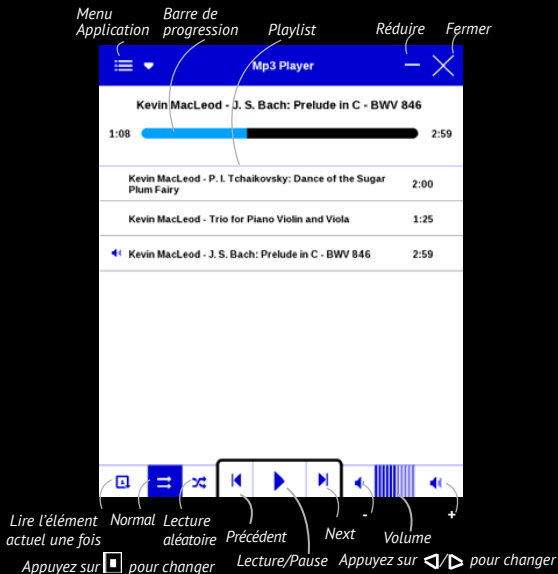 Menu
Application
Barre de
progression
Playlist
Réduire
Fermer
Mp3 Player
Kevin MacLeod - J. S. Bach: Prelude in C - BWV 846
1:08
2:59
Kevin MacLeod - P. I. Tchaikovsky: Dance of the Sugar
Plum Fairy
2:00
Kevin MacLeod - Trio for Piano Violin and Viola
1:25
Kevin MacLeod - J. S. Bach: Prelude in C - BWV 846
2:59
-
+
Lire l'élément
actuel une fois
Normal
Lecture
aléatoire
Précédent
Next
Volume
Appuyez sur pour changer
Lecture/Pause
Appuyez sur / pour changer